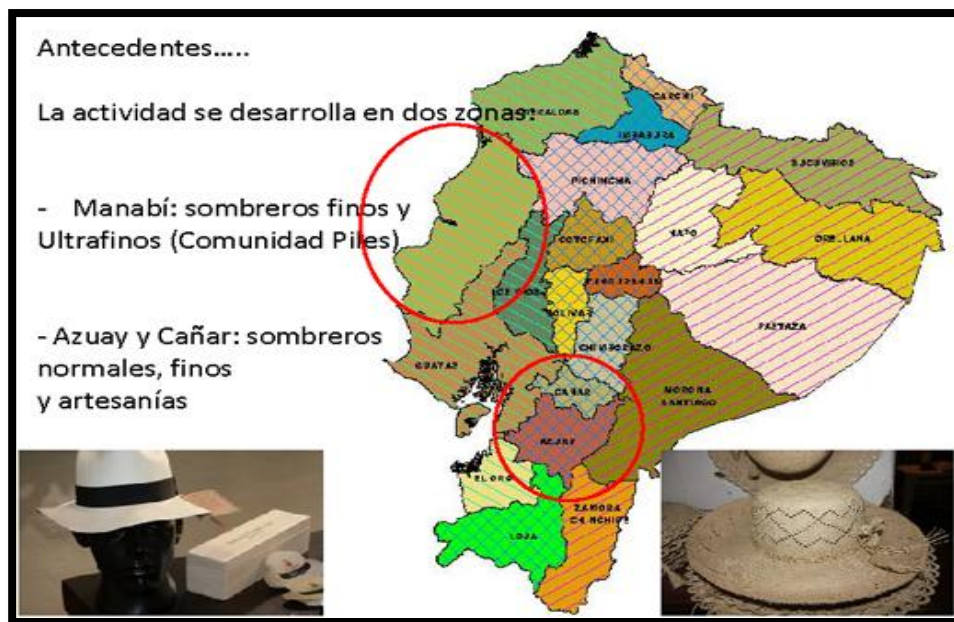 Antecedentes.....
La actividad se desarrolla en dos zonas:
- Manabí: sombreros finos y
Ultrafinos (Comunidad Piles)
- Azuay y Cañar: sombreros
normales, finos
y artesanías
CARCHI
IMBABURA
SUCUMBIOS
PICHINCHA
NAPO
ORELLANA
COTOPAXI
BOLIVAR
PASTAZA
CHIMBORAZO
GUAYAS
CAÑAR
MORONA
SANTIAGO
AZUAY
EL ORO
ZAMORA
LOJA